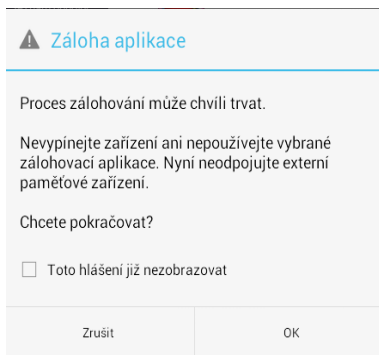 Záloha aplikace
Proces zálohování může chvíli trvat.
Nevypínejte zařízení ani nepoužívejte vybrané
zálohovací aplikace. Nyní neodpojujte externí
paměťové zařízení.
Chcete pokračovat?
Toto hlášení již nezobrazovat
Zrušit
OK